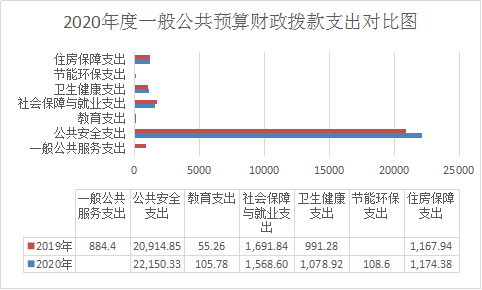 2020年度一般公共预算财政拨款支出对比图
住房保障支出
节能环保支出
卫生健康支出
社会保障与就业支出
教育支出
公共安全支出
一般公共服务支出
0 5000 10000 15000 20000 25000
一般公共服务支出 公共安全支出 教育支出 社会保障与就业支出 卫生健康支出 节能环保支出 住房保障支出
2019年 884.4 20,914.85 55.26 1,691.84 991.28 1,167.94
2020年 22,150.33 105.78 1,568.60 1,078.92 108.6 1,174.38